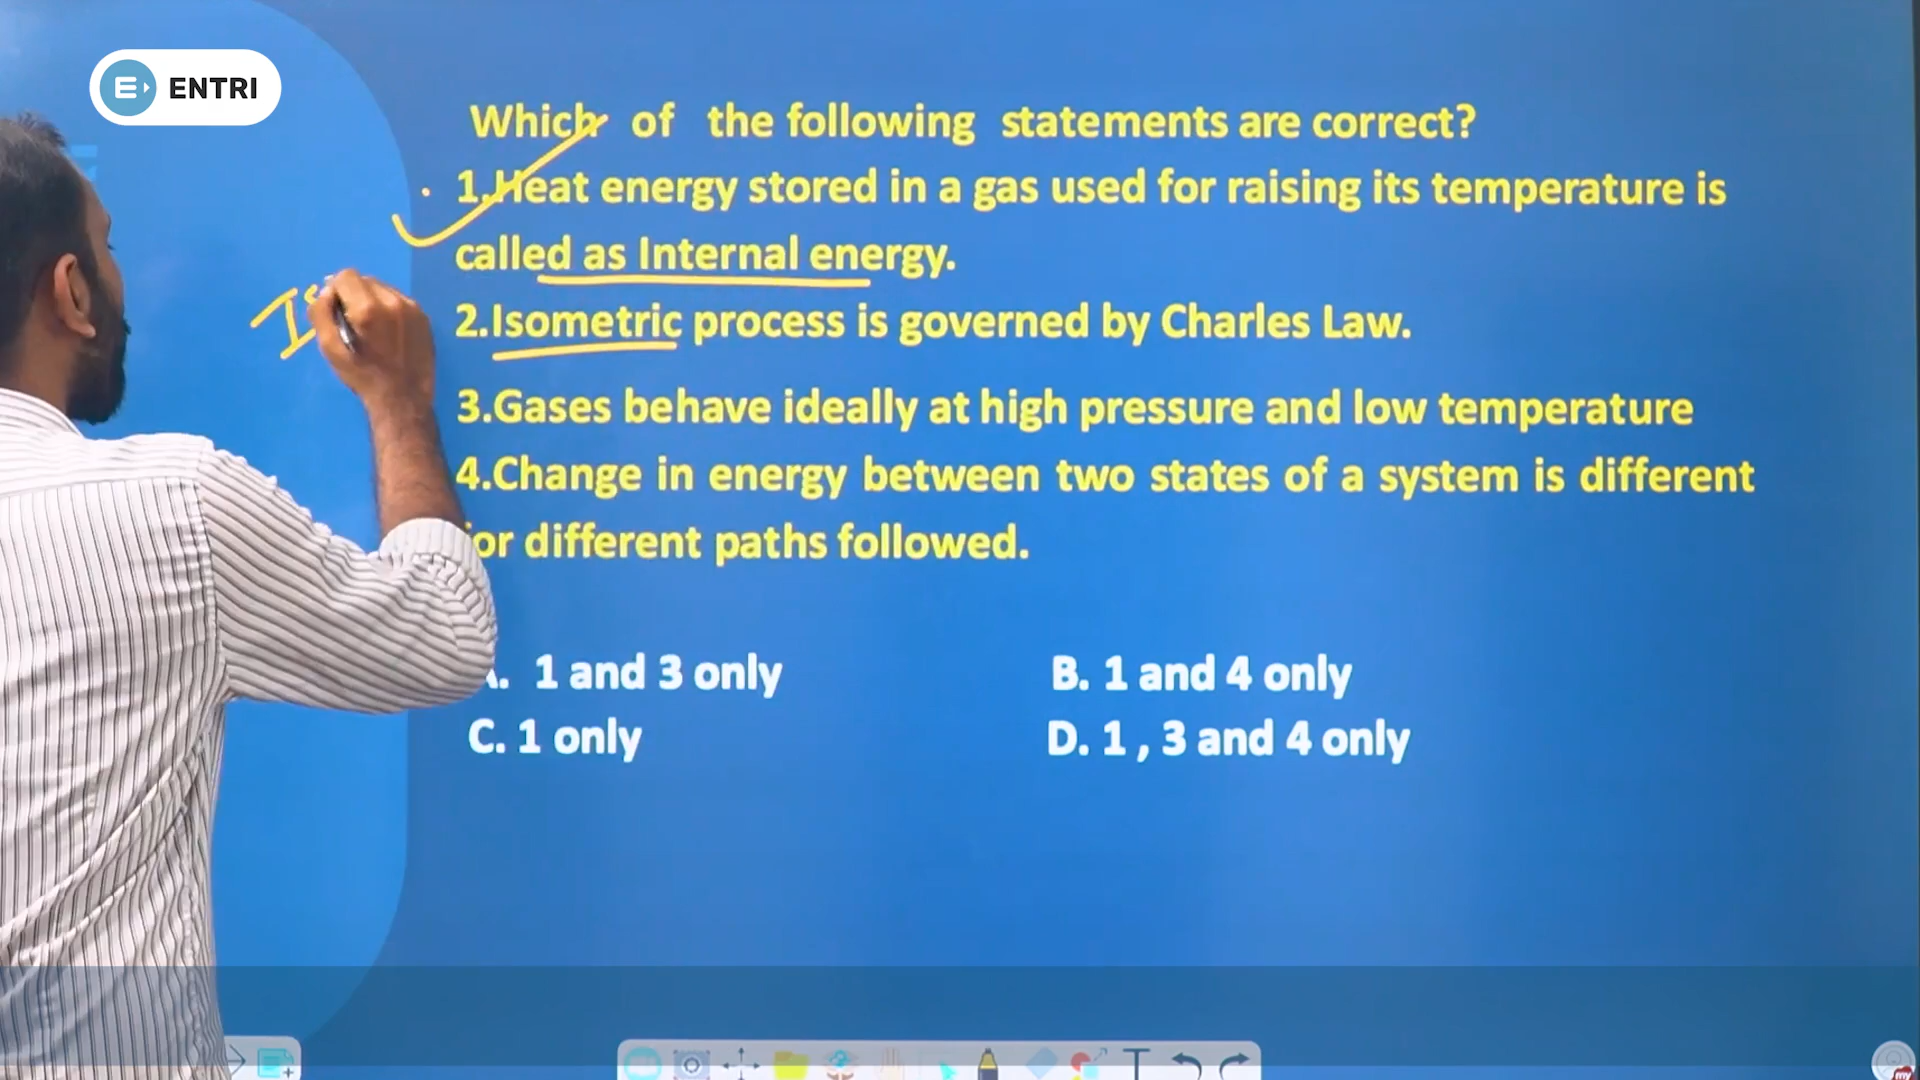 ENTRI
Which of the following statements are correct?
1.Heat energy stored in a gas used for raising its temperature is
called as Internal energy.
Is
2.Isometric process is governed by Charles Law.
3.Gases behave ideally at high pressure and low temperature
4.Change in energy between two states of a system is different
or different paths followed.
. 1 and 3 only B. 1 and 4 only
C. 1 only D. 1 , 3 and 4 only
T
my